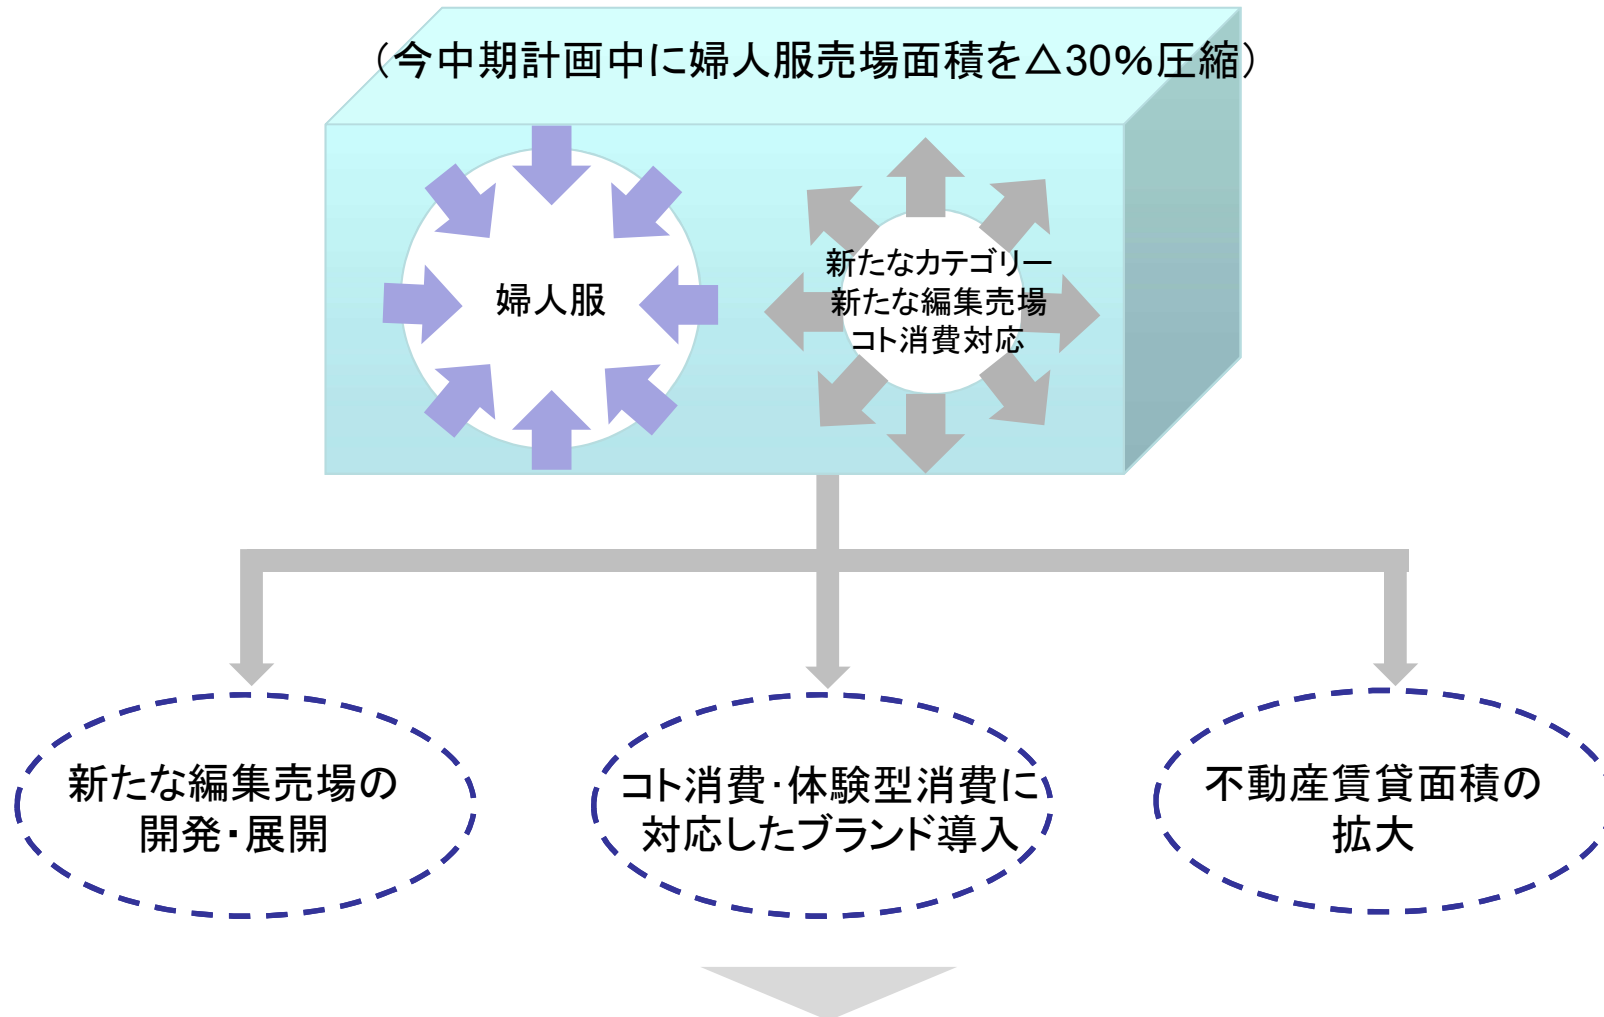 （今中期計画中に婦人服売場面積を△30%圧縮）
婦人服
新たなカテゴリー
新たな編集売場
コト消費対応
新たな編集売場の
開発・展開
コト消費・体験型消費に
対応したブランド導入
不動産賃貸面積の
拡大